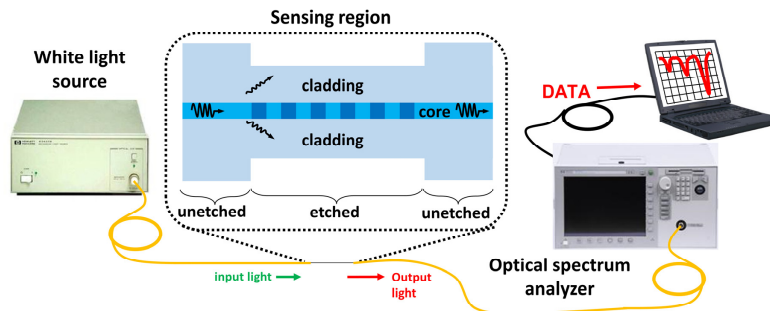 Sensing region
White light
source
cladding
core
cladding
DATA
unetched
etched
unetched
input light
Output
light
Optical spectrum
analyzer